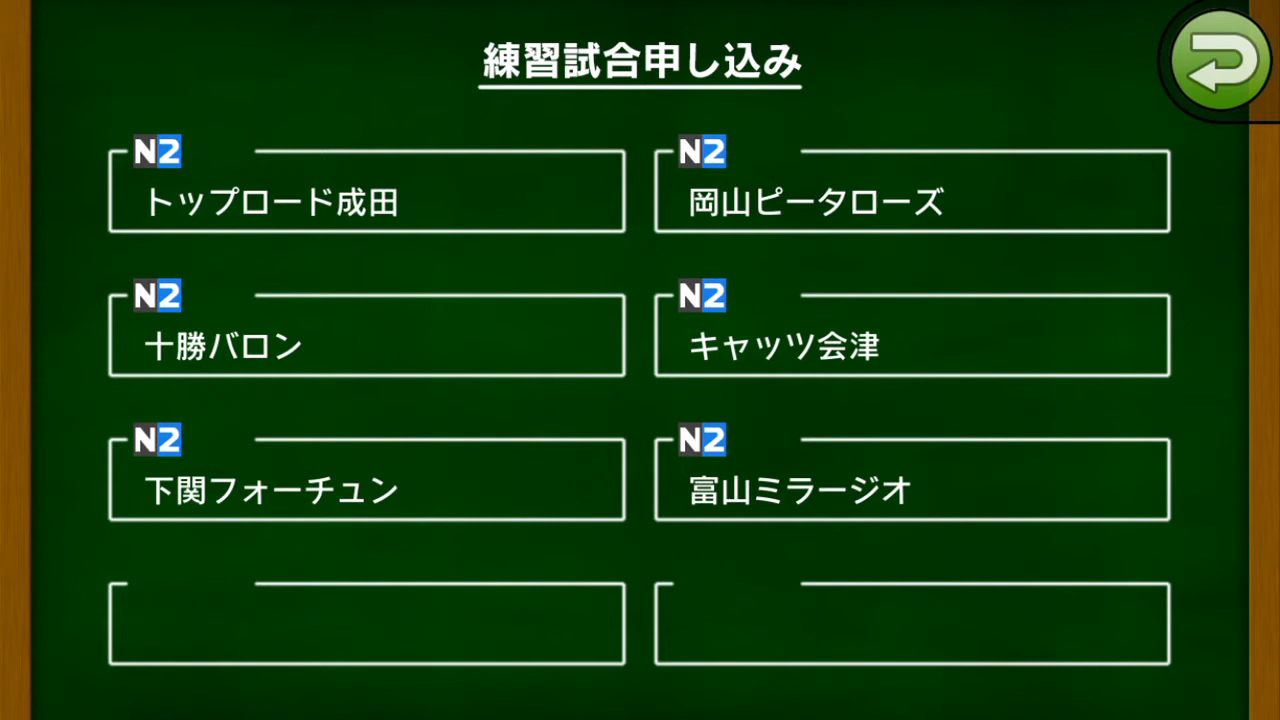 練習試合申し込み
N2
N2
トップロード成田
岡山ピータローズ
N2
N2
十勝バロン
キャッツ会津
N2
N2
下関フォーチュン
富山ミラージオ